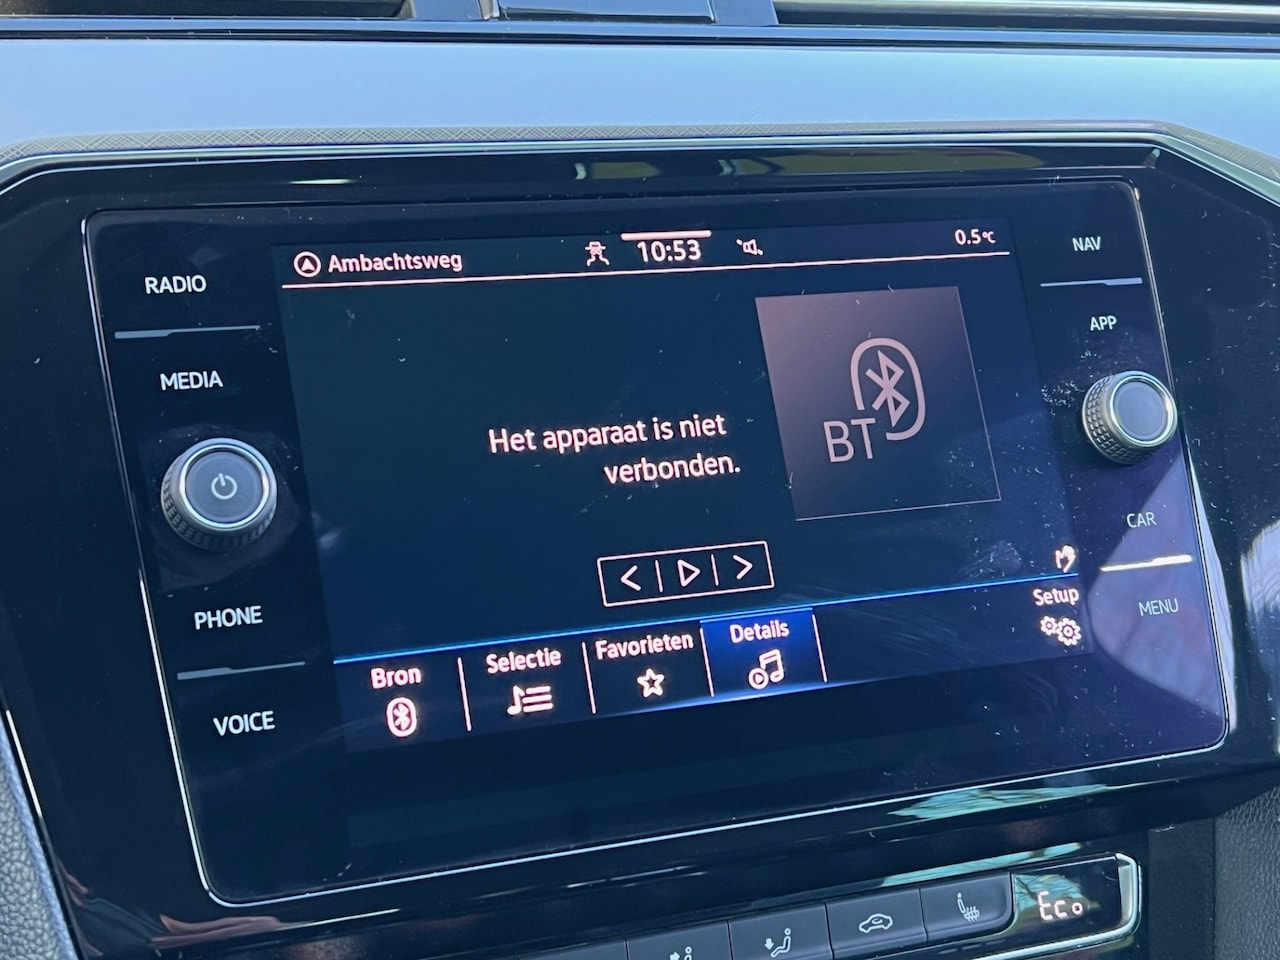 RADIO
MEDIA
PHONE
VOICE
Ambachtsweg
10:53
0.5°C
Het apparaat is niet
verbonden.
BT
Bron
Selectie
Favorieten
Details
Setup
NAV
APP
CAR
MENU
Eco